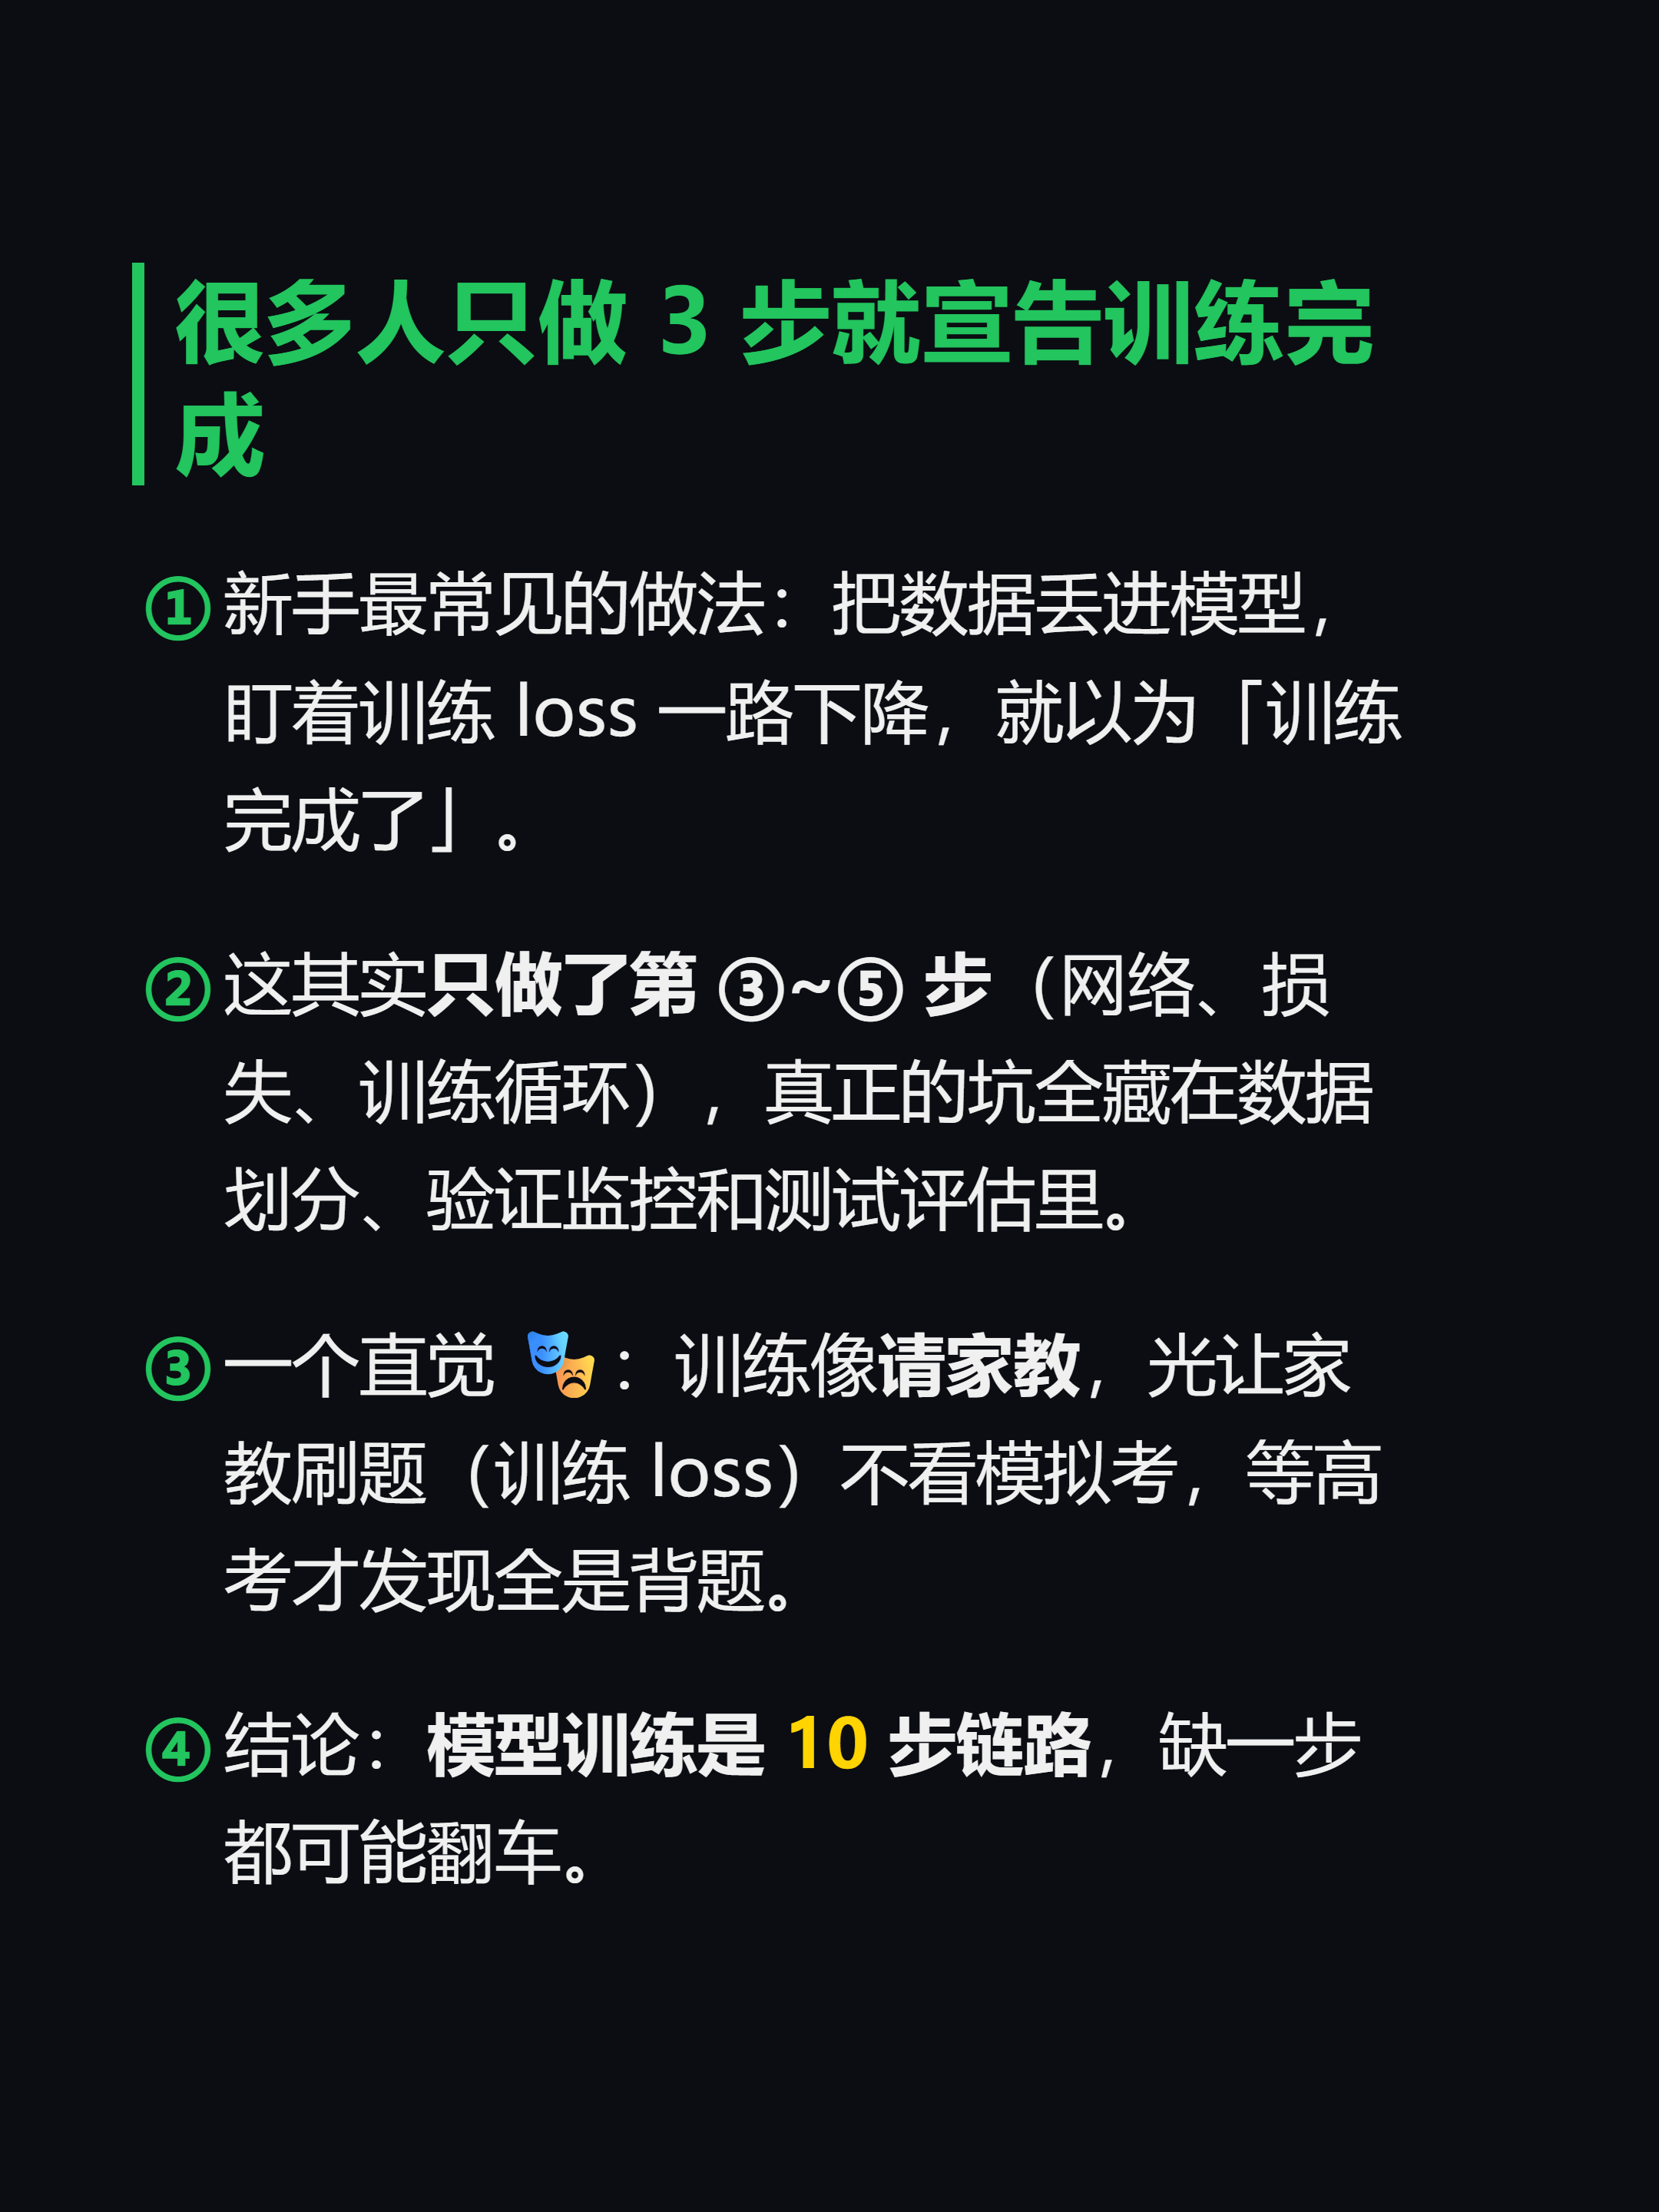 很多人只做 3 步就宣告训练完
成
① 新手最常见的做法：把数据丢进模型，
盯着训练 loss 一路下降，就以为「训练
完成了」。
② 这其实只做了第 ③~⑤ 步（网络、损
失、训练循环），真正的坑全藏在数据
划分、验证监控和测试评估里。
③ 一个直觉 🎭：训练像请家教，光让家
教刷题（训练 loss）不看模拟考，等高
考才发现全是背题。
④ 结论：模型训练是 10 步链路，缺一步
都可能翻车。